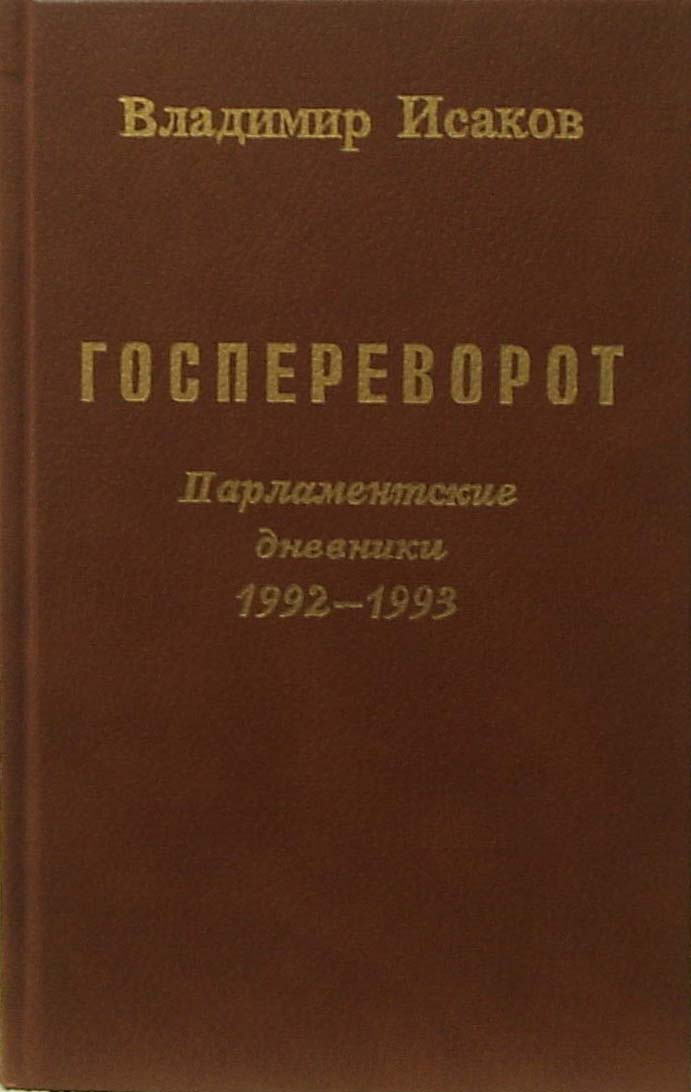 Владимир Исаков
ГОСПЕРЕВОРОТ
Парламентские
дневники
1992—1993